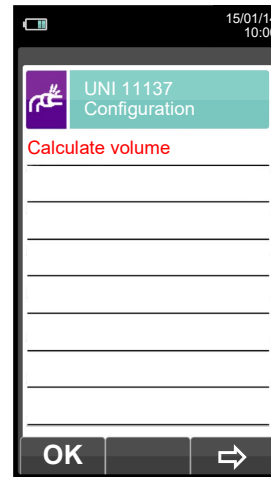 15/01/14
10:00
UNI 11137
Configuration
Calculate volume
OK